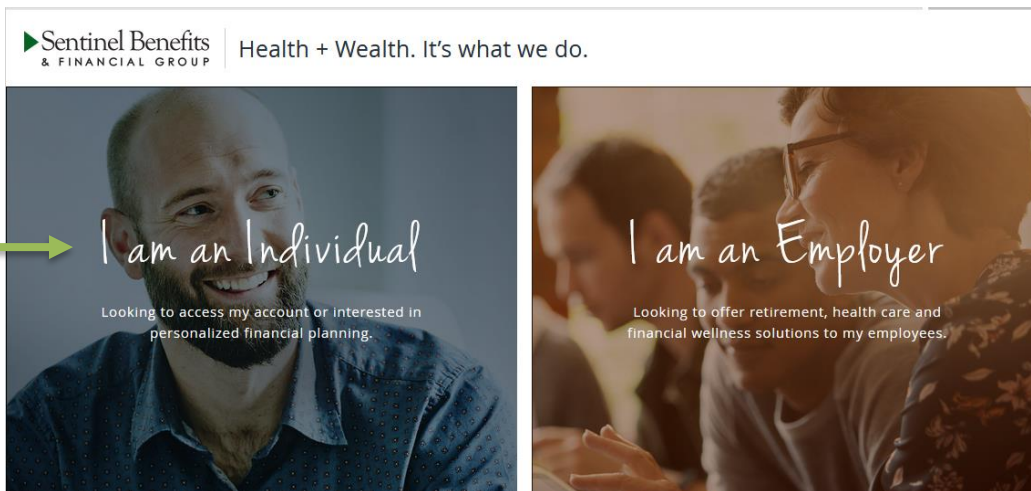 Sentinel Benefits
& FINANCIAL GROUP
Health + Wealth. It’s what we do.
I am an Individual
Looking to access my account or interested in
personalized financial planning.
I am an Employer
Looking to offer retirement, health care and
financial wellness solutions to my employees.